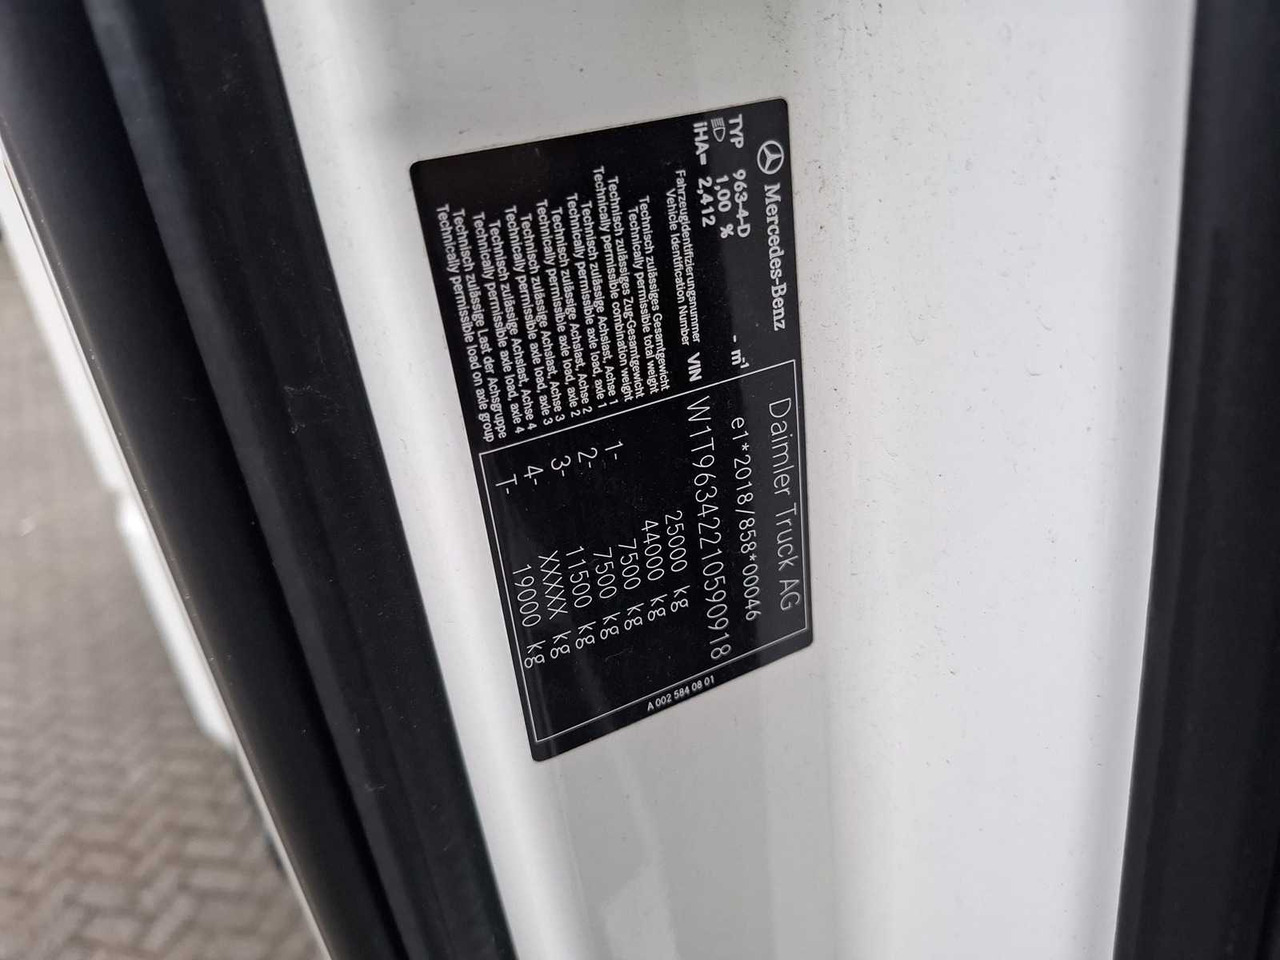 Mercedes-Benz
Daimler Truck AG
TYP 963-4-D
- m⁻¹
e1*2018/858*00046
1,00 %
iHA= 2,412
Fahrzeugidentifizierungsnummer
Vehicle Identification Number
VIN W1T96342210590918
Technisch zulässiges Gesamtgewicht
Technically permissible total weight
25000 kg
Technisch zulässiges Zug-Gesamtgewicht
Technically permissible combination weight
44000 kg
Technisch zulässige Achslast, Achse 1
Technically permissible axle load, axle 1
1- 7500 kg
Technisch zulässige Achslast, Achse 2
Technically permissible axle load, axle 2
2- 7500 kg
Technisch zulässige Achslast, Achse 3
Technically permissible axle load, axle 3
3- 11500 kg
Technisch zulässige Achslast, Achse 4
Technically permissible axle load, axle 4
4- XXXXX kg
Technisch zulässige Last der Achsgruppe
Technically permissible load on axle group
T- 19000 kg
A 002 584 08 01